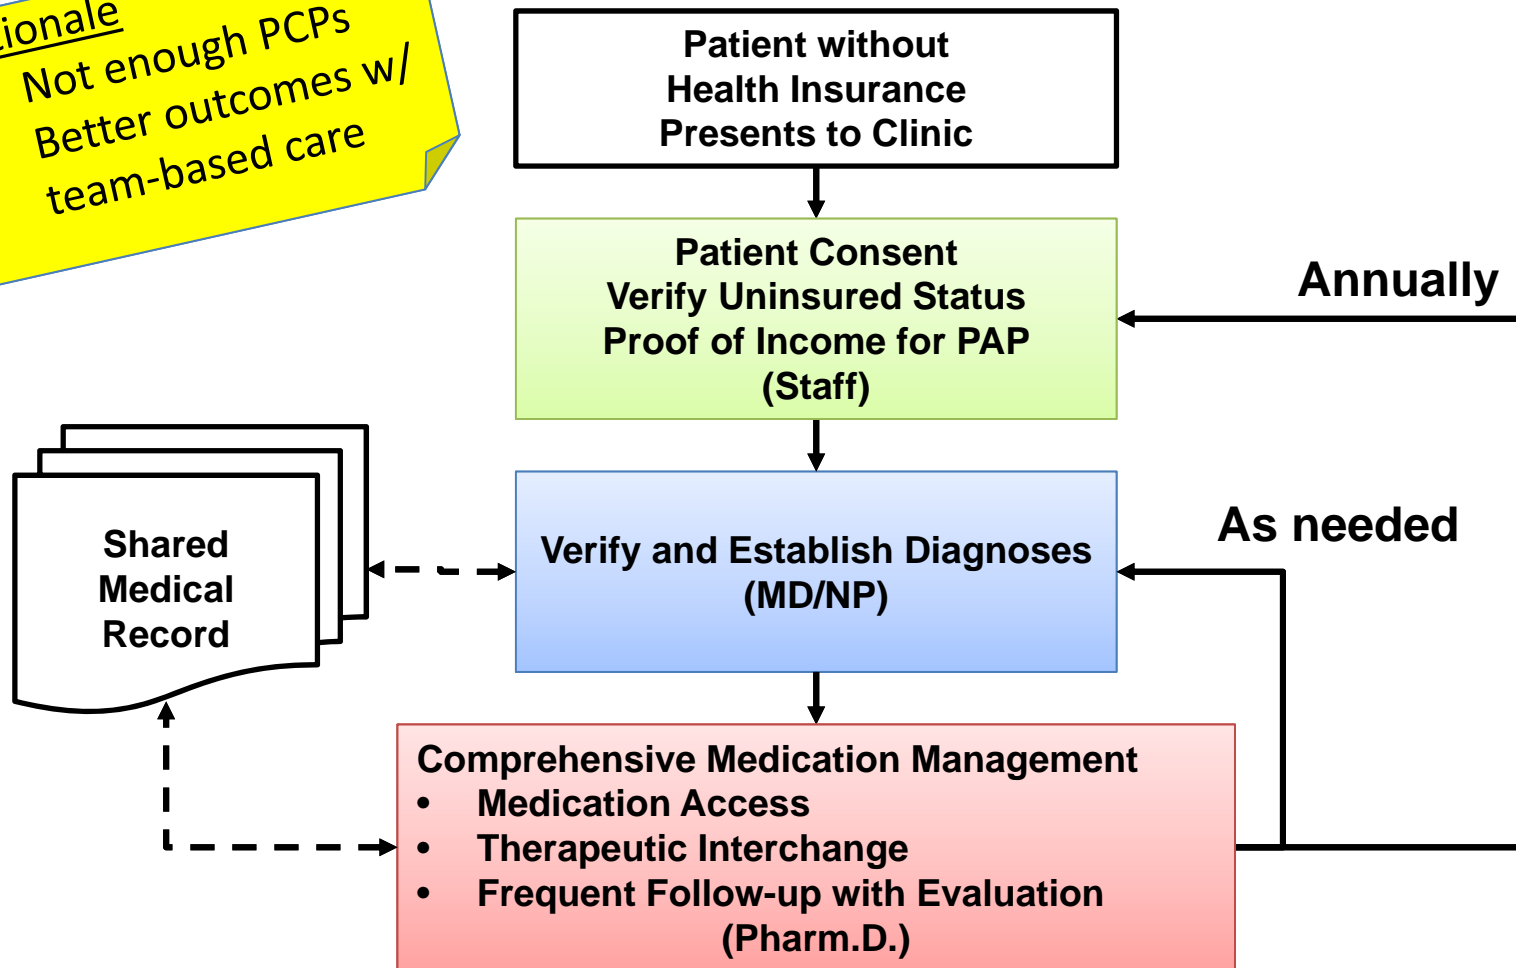 Not enough PCPs
Better outcomes w/
team-based care
Patient without
Health Insurance
Presents to Clinic
Patient Consent
Verify Uninsured Status
Proof of Income for PAP
(Staff)
Annually
Shared
Medical
Record
Verify and Establish Diagnoses
(MD/NP)
As needed
Comprehensive Medication Management
• Medication Access
• Therapeutic Interchange
• Frequent Follow-up with Evaluation
(Pharm.D.)